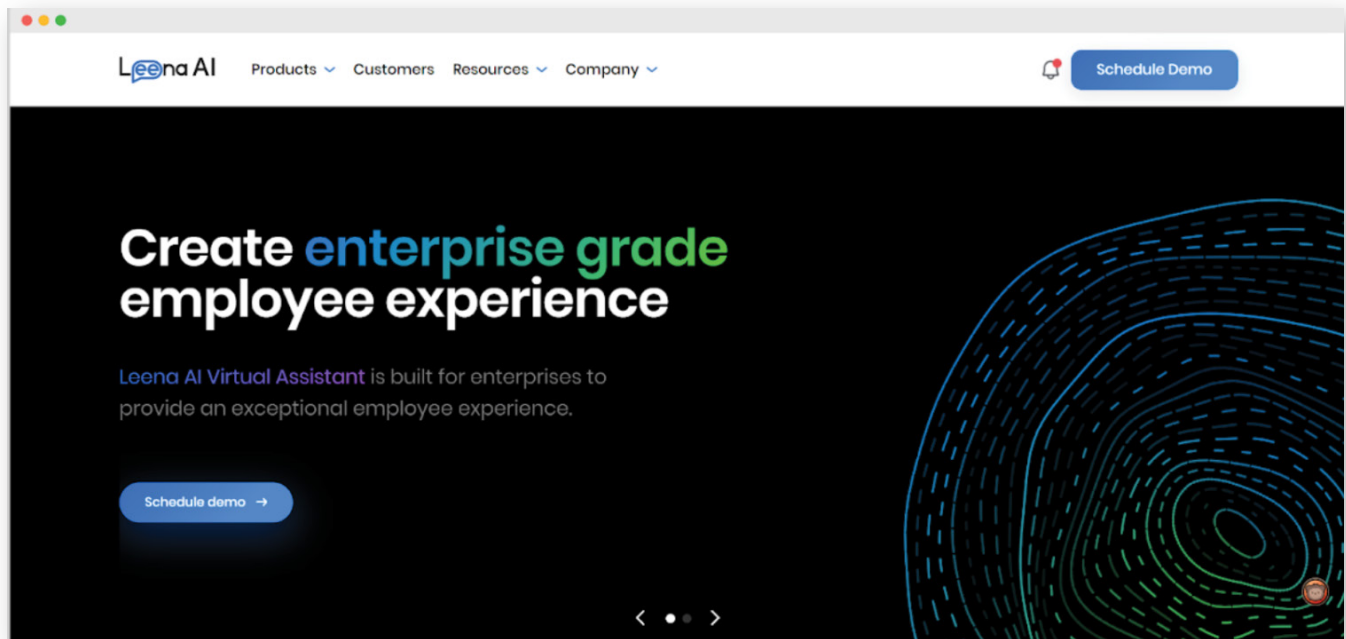 Leena AI Products Customers Resources Company Schedule Demo
Create enterprise grade
employee experience
Leena AI Virtual Assistant is built for enterprises to
provide an exceptional employee experience.
Schedule demo →